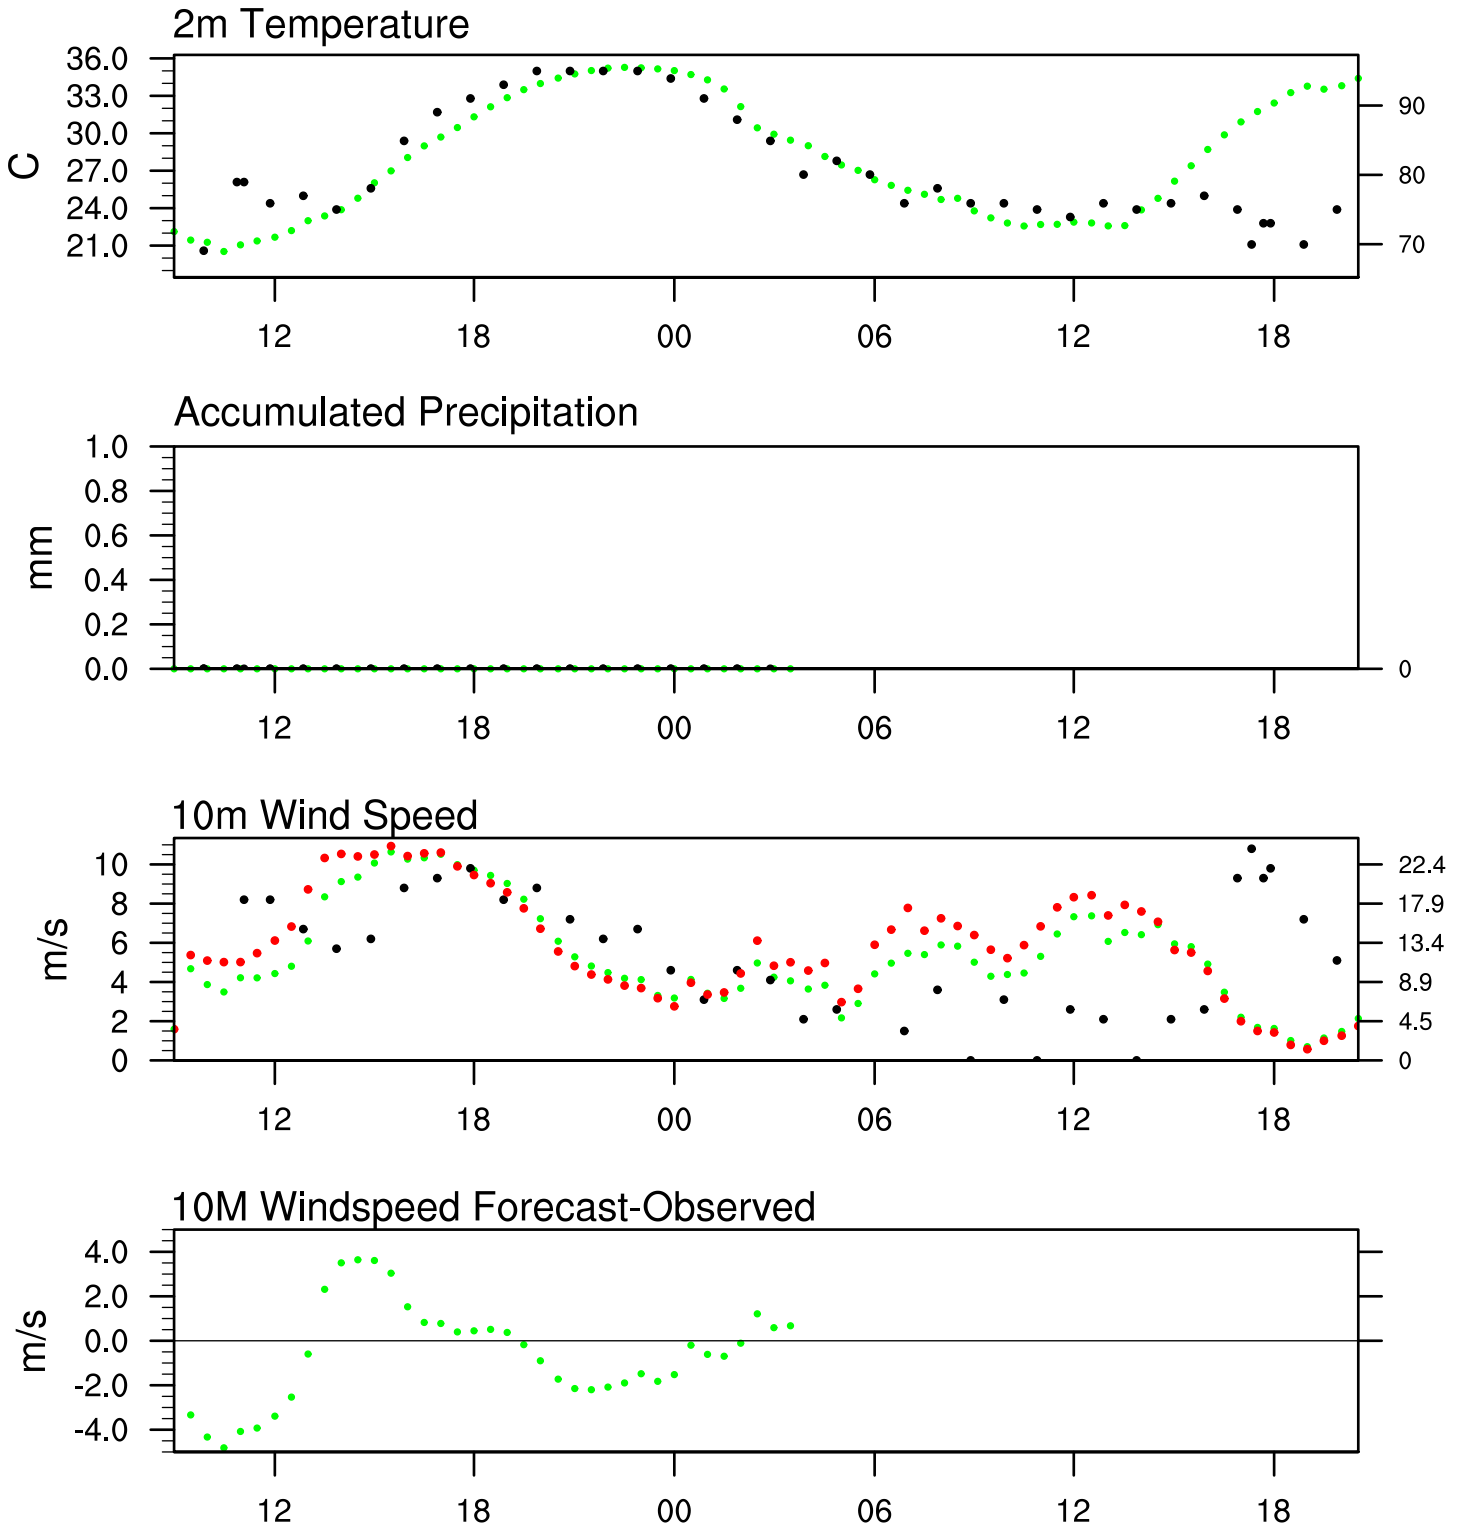 2m Temperature
36.0
33.0
30.0
27.0
24.0
21.0
C
90
80
70
12 18 00 06 12 18
Accumulated Precipitation
1.0
0.8
0.6
0.4
0.2
0.0
mm
0
12 18 00 06 12 18
10m Wind Speed
10
8
6
4
2
0
m/s
22.4
17.9
13.4
8.9
4.5
0
12 18 00 06 12 18
10M Windspeed Forecast-Observed
4.0
2.0
0.0
-2.0
-4.0
m/s
12 18 00 06 12 18